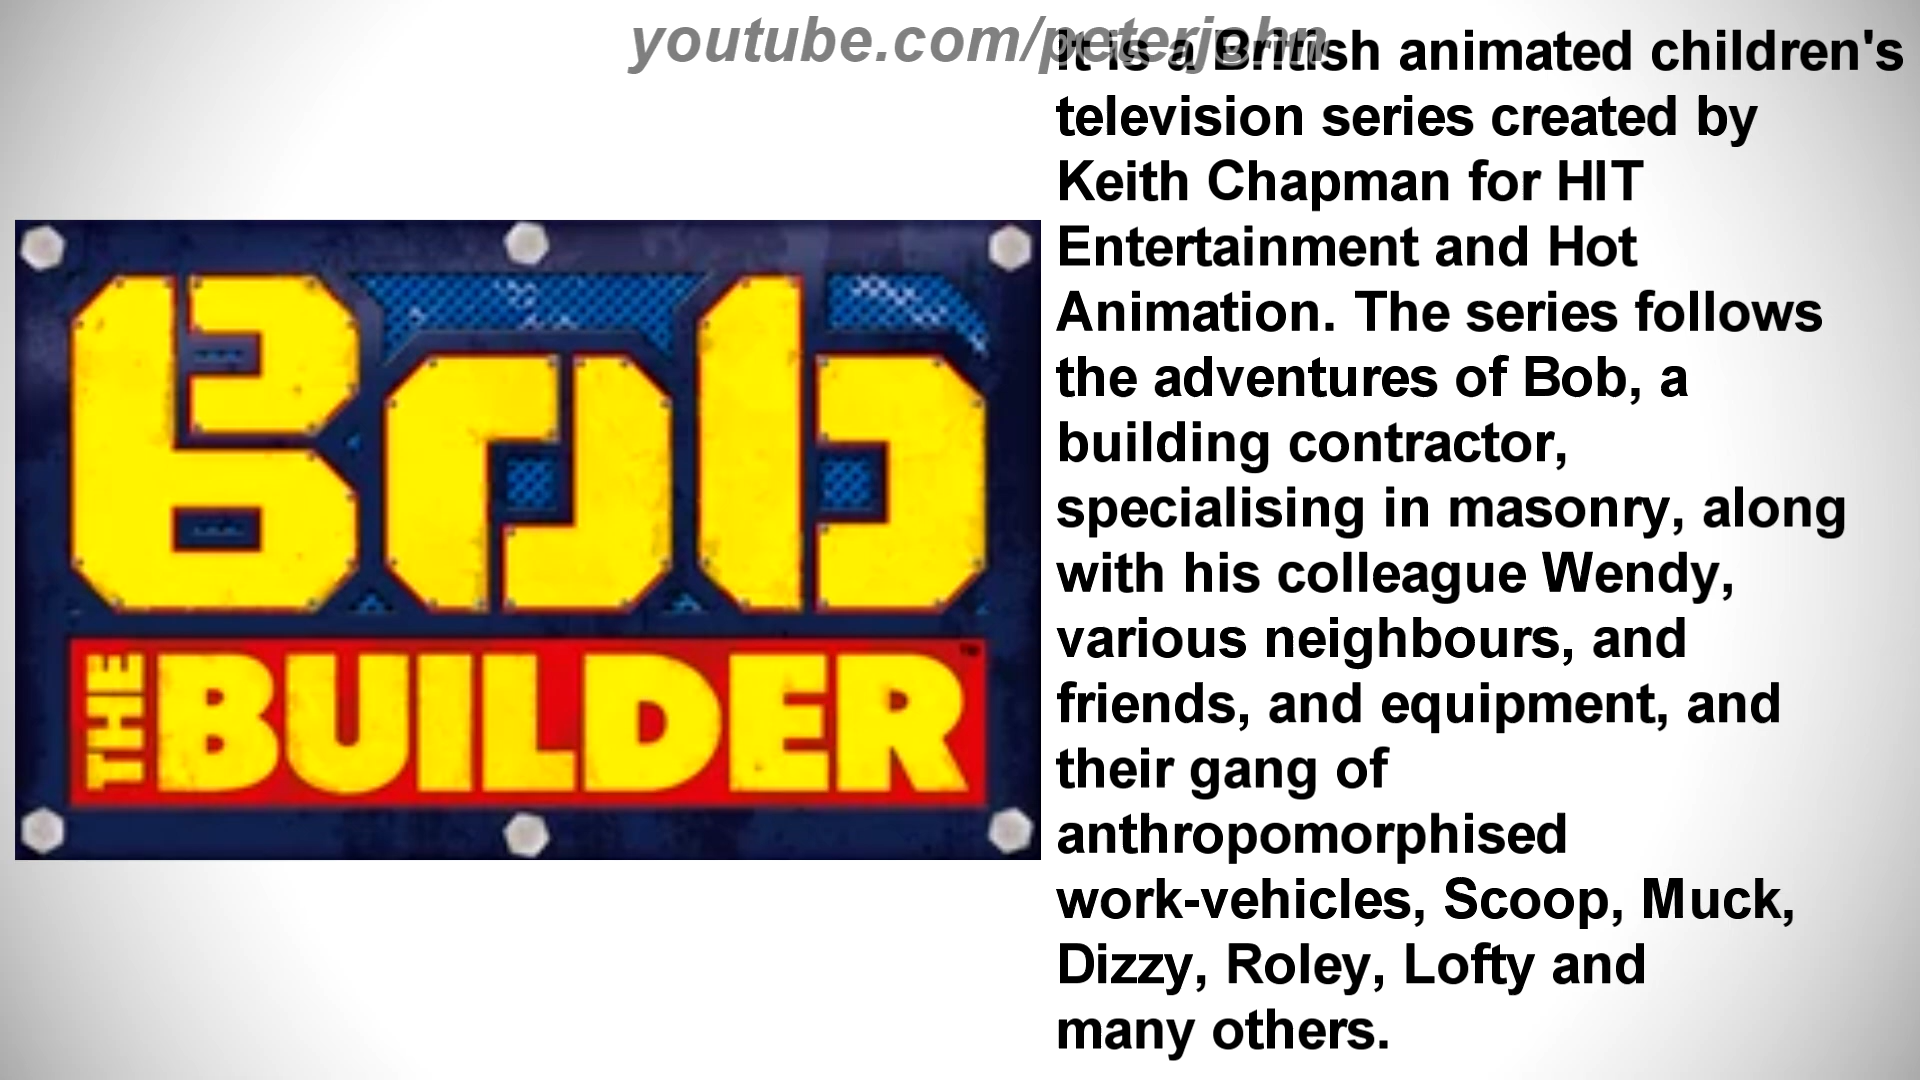 youtube.com/peterjohn
Bob
THE BUILDER
TM
It is a British animated children's
television series created by
Keith Chapman for HIT
Entertainment and Hot
Animation. The series follows
the adventures of Bob, a
building contractor,
specialising in masonry, along
with his colleague Wendy,
various neighbours, and
friends, and equipment, and
their gang of
anthropomorphised
work-vehicles, Scoop, Muck,
Dizzy, Roley, Lofty and
many others.